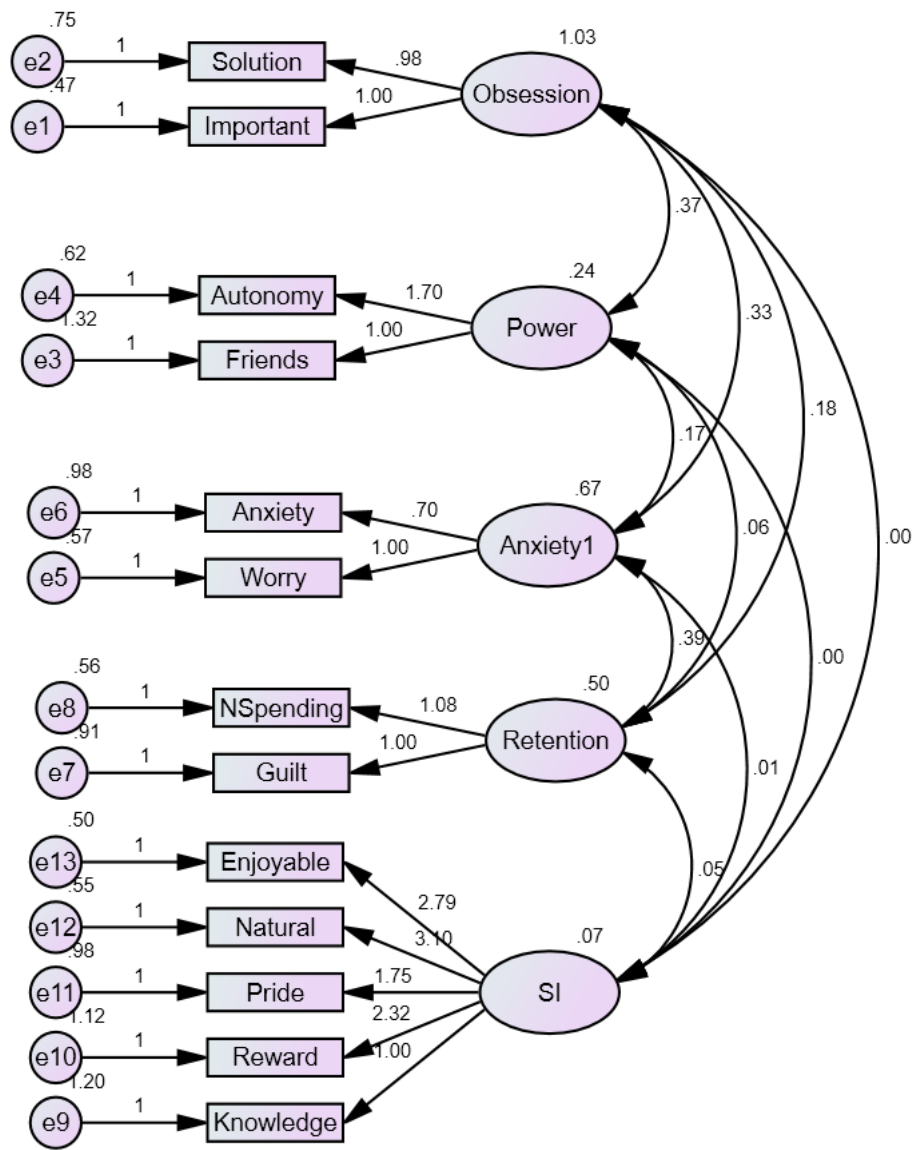 .75
e2 1 Solution .98 1.03
.47 Obsession
e1 1 Important 1.00
.37
.62
e4 1 Autonomy 1.70 .24
1.32 Power
e3 1 Friends 1.00
.33
.18
.17
.98
e6 1 Anxiety .70 .67
.57 Anxiety1
e5 1 Worry 1.00
.06
.00
.39
.00
.56
e8 1 NSpending 1.08 .50
.91 Retention
e7 1 Guilt 1.00
.01
.50
e13 1 Enjoyable 2.79 .05
.55
e12 1 Natural 3.10 .07
.98
e11 1 Pride 1.75 SI
1.12
e10 1 Reward 2.32
1.20
e9 1 Knowledge 1.00